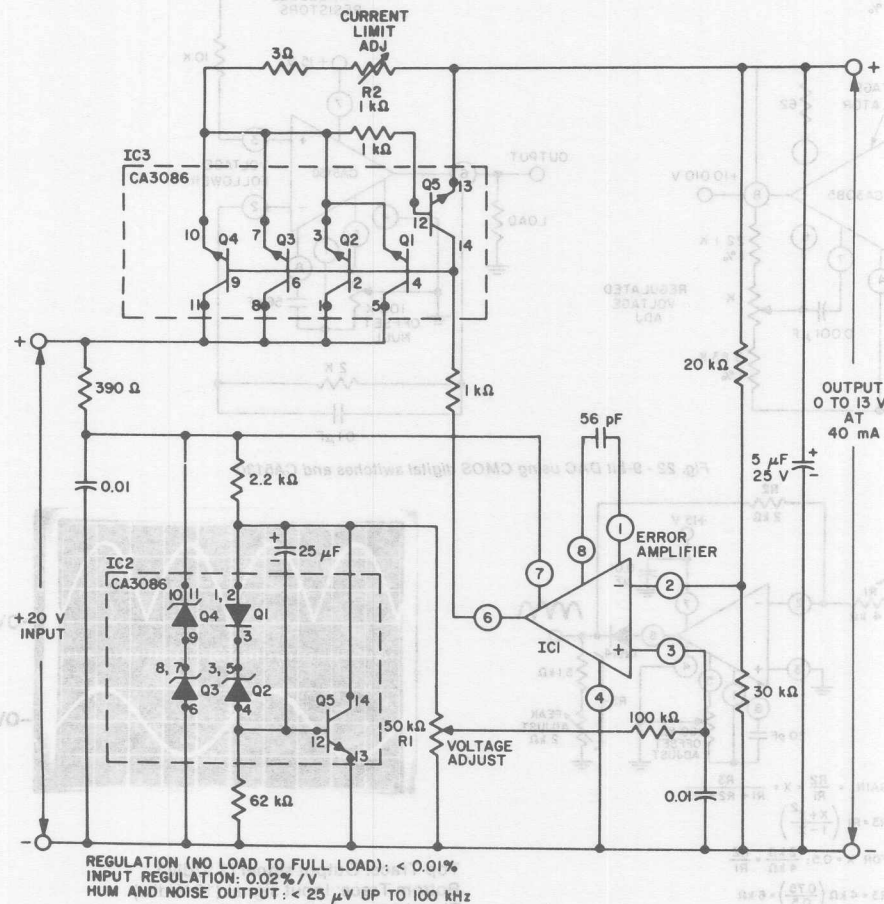 CURRENT
LIMIT
ADJ
3Ω
R2
1 kΩ
1 kΩ
IC3
CA3086
Q5
13
12
14
10
Q4
9
11
7
Q3
6
8
3
Q2
2
1
Q1
4
5
+
+
390 Ω
0.01
2.2 kΩ
25 μF
+
-
1 kΩ
56 pF
20 kΩ
5 μF
25 V
+
-
OUTPUT
0 TO 13 V
AT
40 mA
IC2
CA3086
10 11
Q4
9
8, 7
Q3
6
1, 2
Q1
3
3, 5
Q2
4
Q5
14
12
13
62 kΩ
+20 V
INPUT
50 kΩ
R1
VOLTAGE
ADJUST
8
1
7
ERROR
AMPLIFIER
2
-
6
IC1
+
3
4
100 kΩ
30 kΩ
0.01
-
-
REGULATION (NO LOAD TO FULL LOAD): < 0.01%
INPUT REGULATION: 0.02%/V
HUM AND NOISE OUTPUT: < 25 μV UP TO 100 kHz